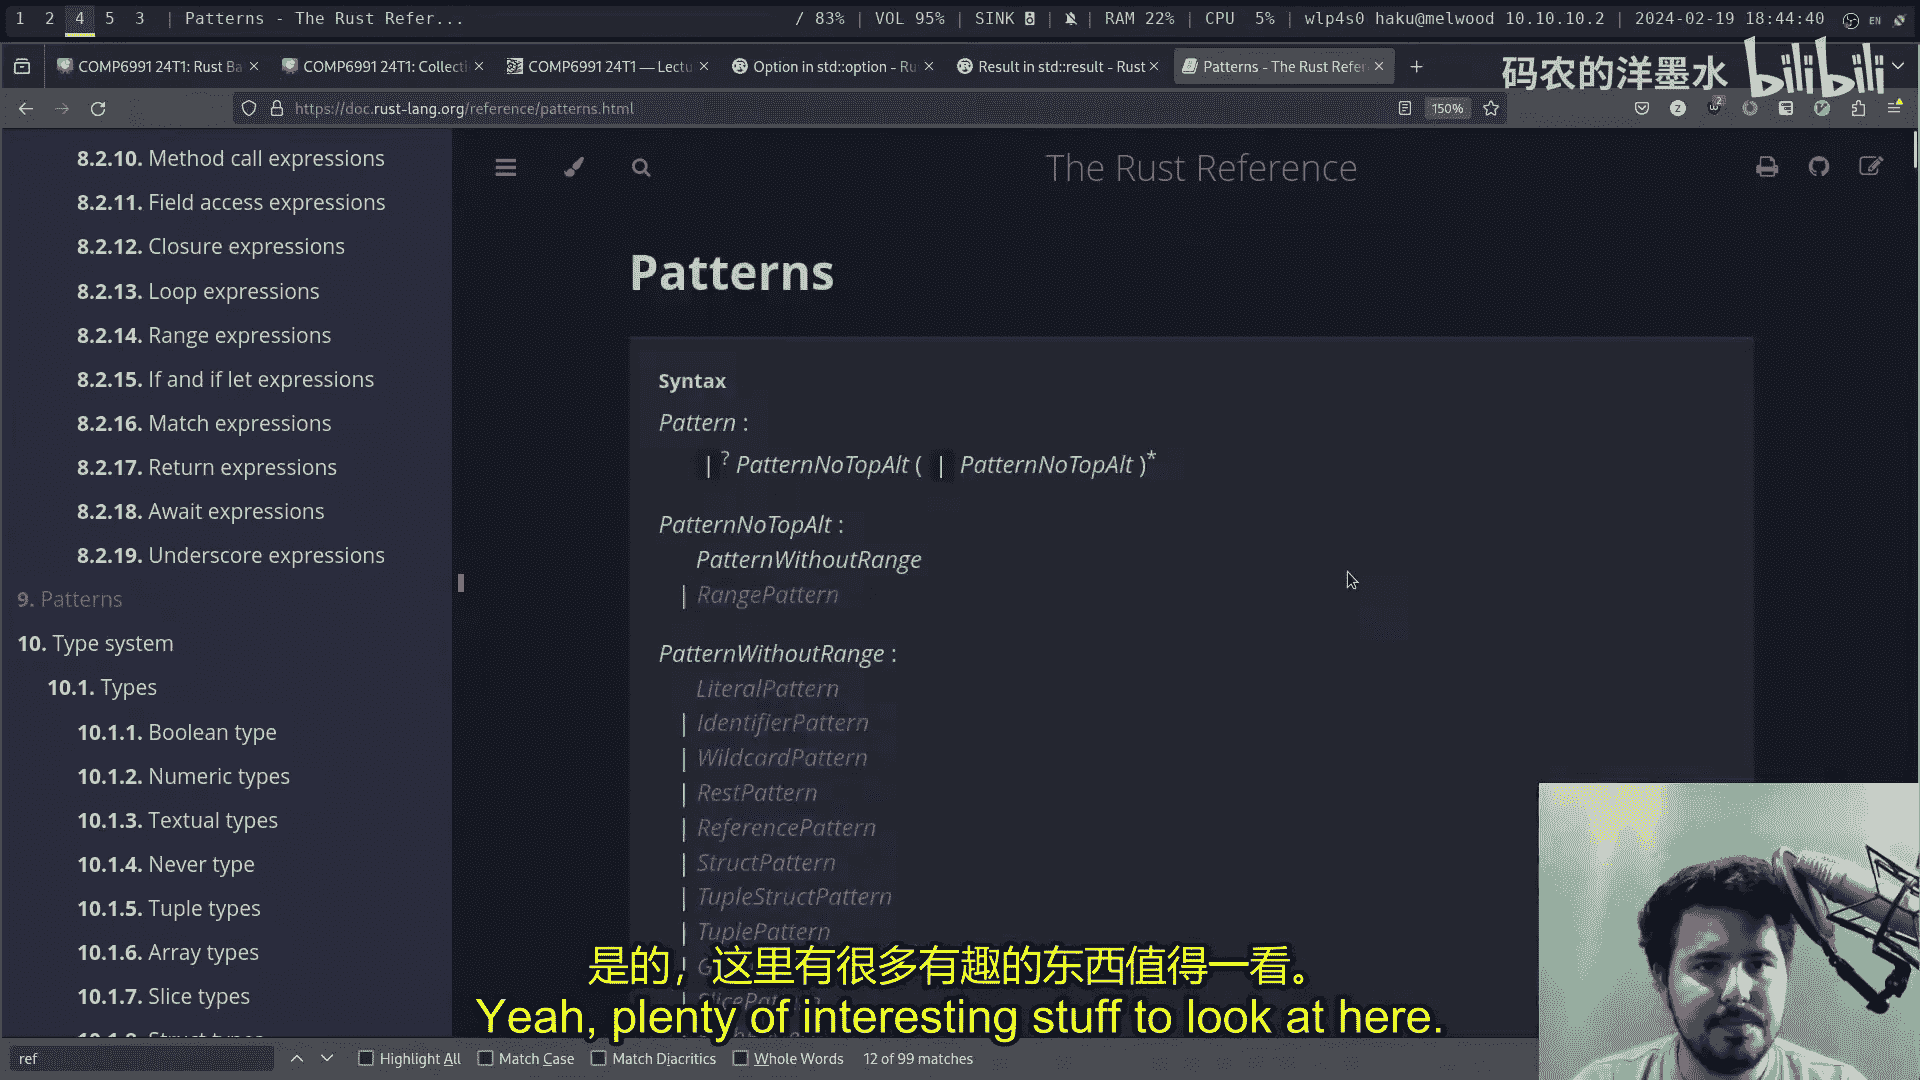 1 2 4 5 3 | Patterns - The Rust Refer... / 83% | VOL 95% | SINK | | RAM 22% | CPU 5% | wlp4s0 haku@melwood 10.10.10.2 | 2024-02-19 18:44:40 EN
COMP6991 24T1: Rust Ba COMP6991 24T1: Collecti COMP6991 24T1 — Lectu Option in std::option - Ru Result in std::result - Rust Patterns - The Rust Refer
码农的洋墨水 bilibili
https://doc.rust-lang.org/reference/patterns.html 150% 2
8.2.10. Method call expressions
8.2.11. Field access expressions
8.2.12. Closure expressions
8.2.13. Loop expressions
8.2.14. Range expressions
8.2.15. If and if let expressions
8.2.16. Match expressions
8.2.17. Return expressions
8.2.18. Await expressions
8.2.19. Underscore expressions
9. Patterns
10. Type system
10.1. Types
10.1.1. Boolean type
10.1.2. Numeric types
10.1.3. Textual types
10.1.4. Never type
10.1.5. Tuple types
10.1.6. Array types
10.1.7. Slice types
The Rust Reference
Patterns
Syntax
Pattern :
| ? PatternNoTopAlt ( | PatternNoTopAlt )*
PatternNoTopAlt :
PatternWithoutRange
| RangePattern
PatternWithoutRange :
LiteralPattern
| IdentifierPattern
| WildcardPattern
| RestPattern
| ReferencePattern
| StructPattern
| TupleStructPattern
| TuplePattern
是的，这里有很多有趣的东西值得一看。
Yeah, plenty of interesting stuff to look at here.
ref Highlight All Match Case Match Diacritics Whole Words 12 of 99 matches